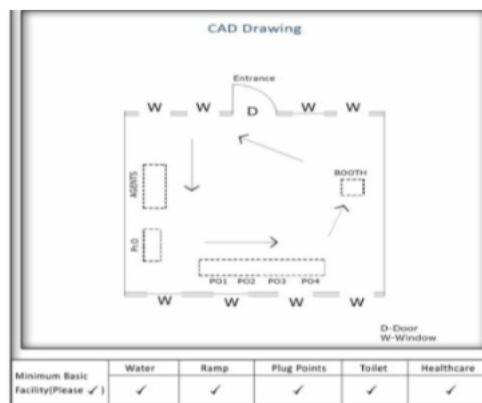 CAD Drawing
Entrance
W W D W W
BOOTH
AGENTS
PrO
PO1 PO2 PO3 PO4
W W W W
D-Door
W-Window
Minimum Basic Facility(Please ✓) Water Ramp Plug Points Toilet Healthcare
✓ ✓ ✓ ✓ ✓